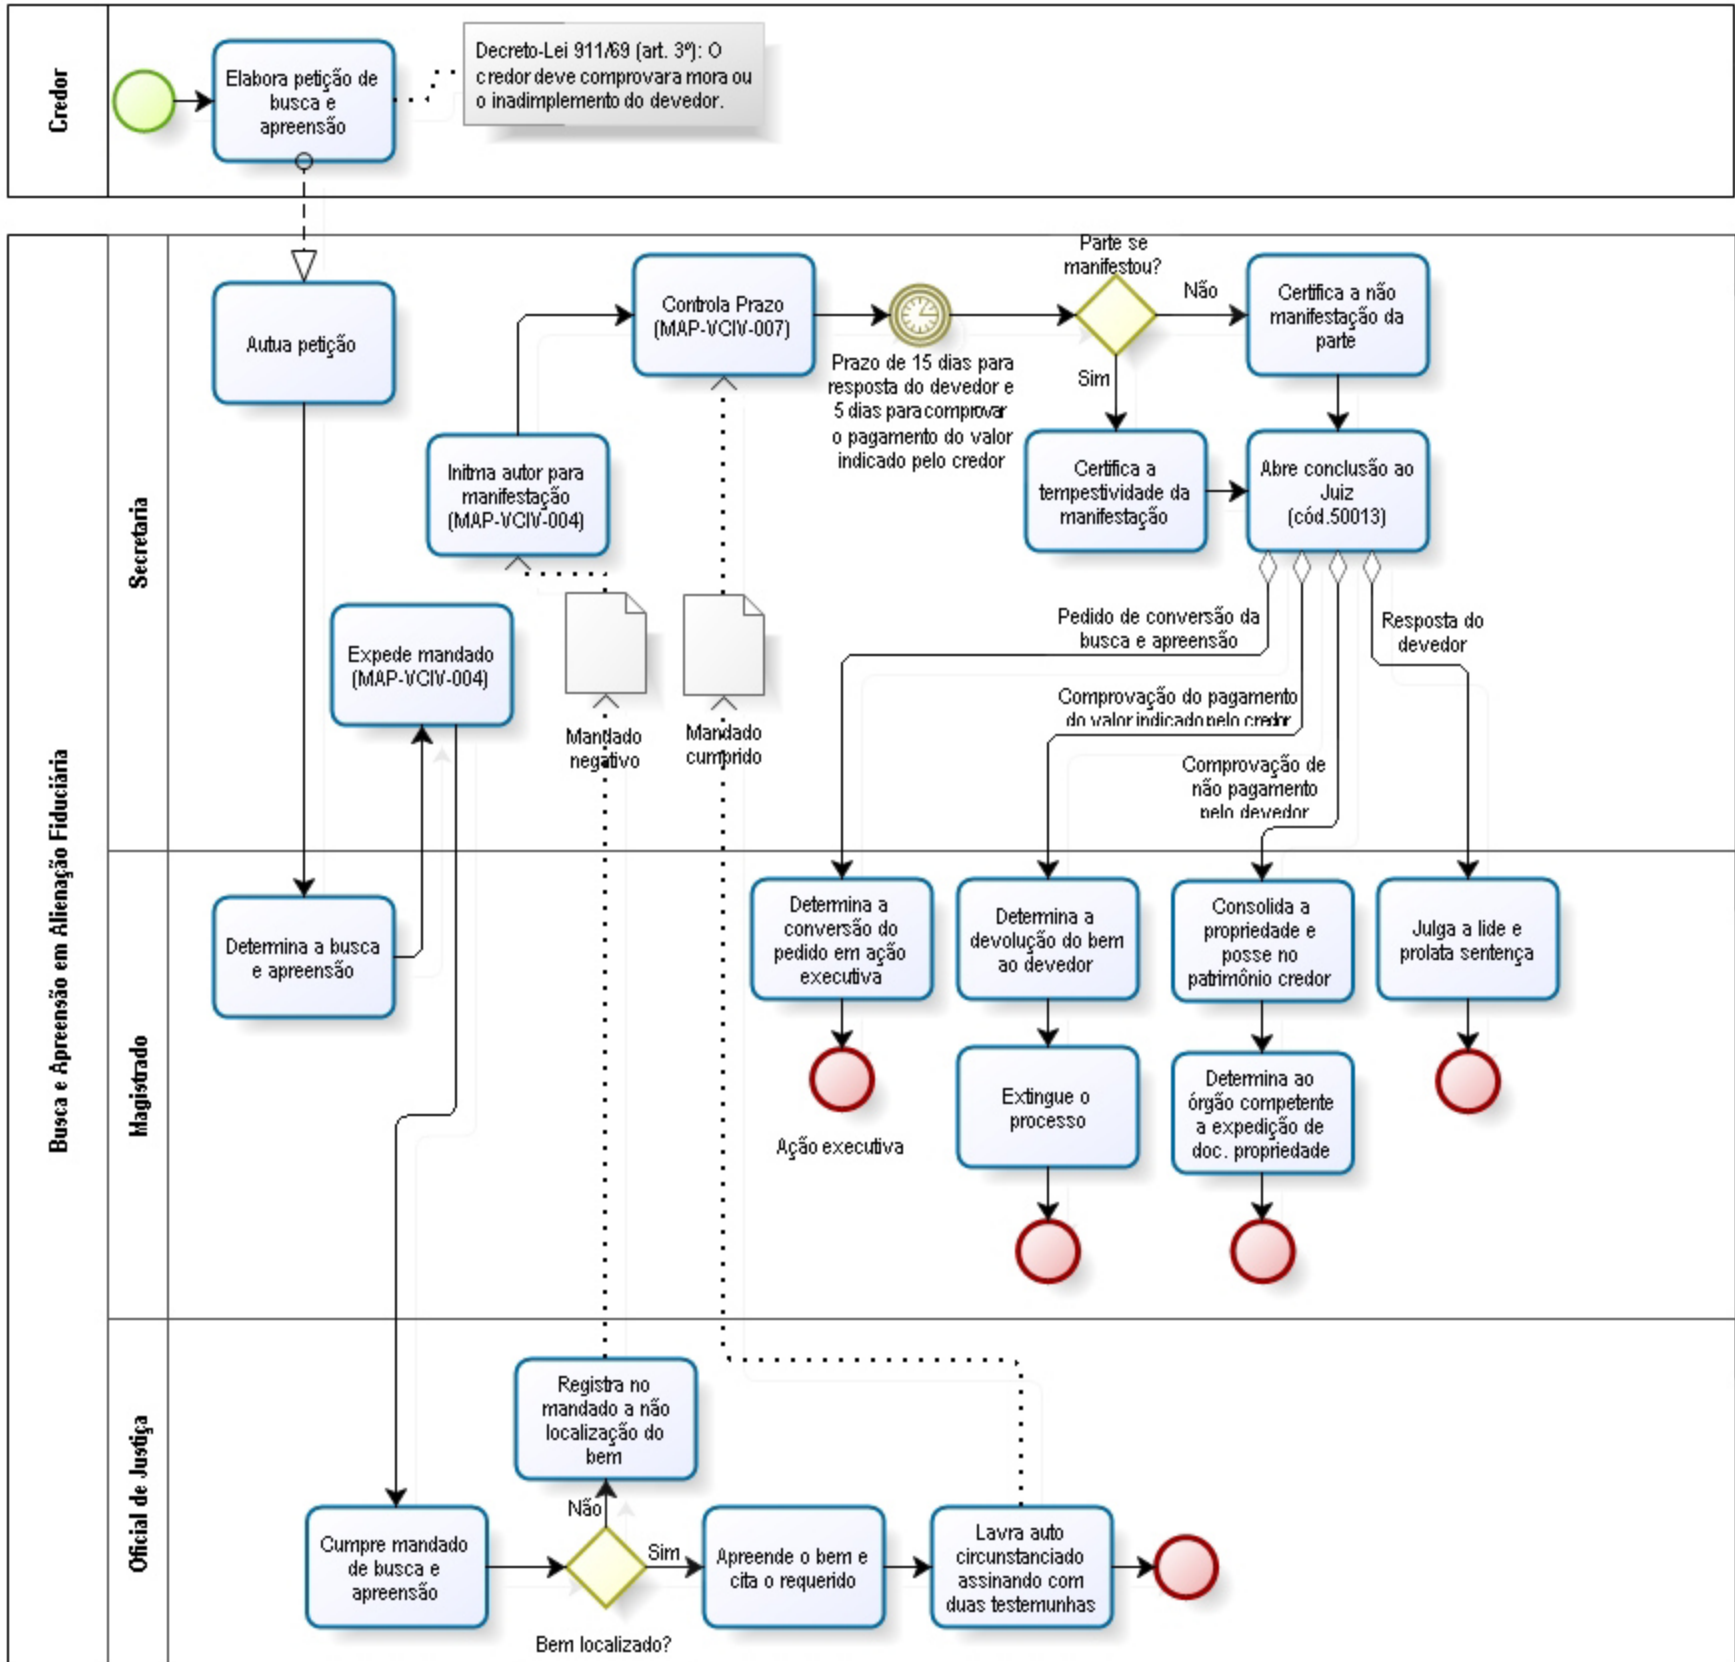 Credor
Elabora petição de
busca e
apreensão
Decreto-Lei 911/69 (art. 3º): O
credor deve comprovara mora ou
o inadimplemento do devedor.
Busca e Apreensão em Alienação Fiduciária
Secretaria
Autua petição
Controla Prazo
(MAP-VCIV-007)
Prazo de 15 dias para
resposta do devedor e
5 dias para comprovar
o pagamento do valor
indicado pelo credor
Parte se
manifestou?
Não
Sim
Certifica a não
manifestação da
parte
Initma autor para
manifestação
(MAP-VCIV-004)
Certifica a
tempestividade da
manifestação
Abre conclusão ao
Juiz
(cód.50013)
Expede mandado
(MAP-VCIV-004)
Mandado
negativo
Mandado
cumprido
Pedido de conversão da
busca e apreensão
Resposta do
devedor
Comprovação do pagamento
do valor indicado pelo credor
Comprovação de
não pagamento
pelo devedor
Magistrado
Determina a busca
e apreensão
Determina a
conversão do
pedido em ação
executiva
Determina a
devolução do bem
ao devedor
Consolida a
propriedade e
posse no
patrimônio credor
Julga a lide e
prolata sentença
Ação executiva
Extingue o
processo
Determina ao
órgão competente
a expedição de
doc. propriedade
Oficial de Justiça
Registra no
mandado a não
localização do
bem
Não
Cumpre mandado
de busca e
apreensão
Sim
Bem localizado?
Apreende o bem e
cita o requerido
Lavra auto
circunstanciado
assinando com
duas testemunhas